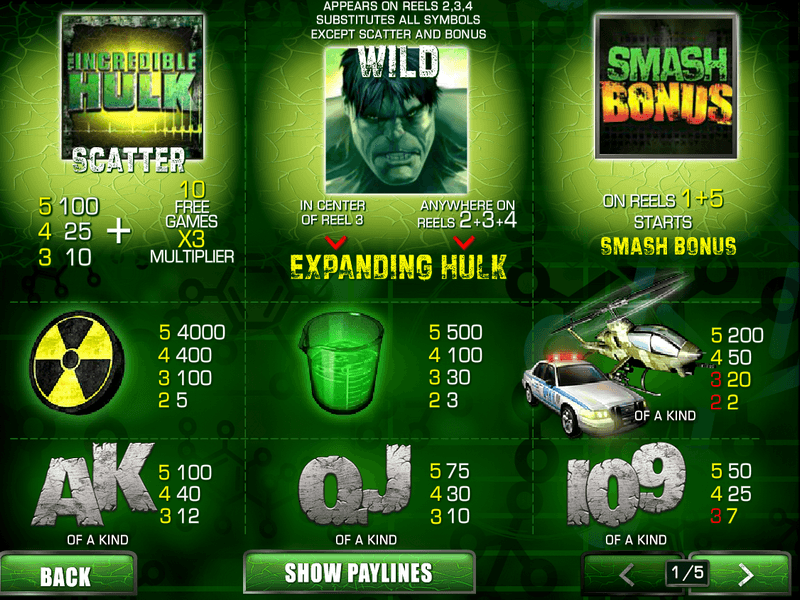 THE INCREDIBLE
HULK
SCATTER
5 100
4 25
3 10
+
10
FREE
GAMES
X3
MULTIPLIER
APPEARS ON REELS 2,3,4
SUBSTITUTES ALL SYMBOLS
EXCEPT SCATTER AND BONUS
WILD
IN CENTER
OF REEL 3
ANYWHERE ON
REELS 2+3+4
EXPANDING HULK
SMASH
BONUS
ON REELS 1+5
STARTS
SMASH BONUS
5 4000
4 400
3 100
2 5
5 500
4 100
3 30
2 3
5 200
4 50
3 20
2 2
OF A KIND
AK
5 100
4 40
3 12
OF A KIND
QJ
5 75
4 30
3 10
OF A KIND
109
5 50
4 25
3 7
OF A KIND
BACK
SHOW PAYLINES
<
1/5
>